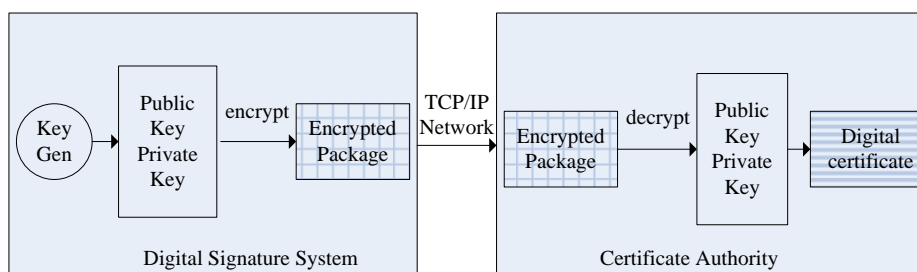 Key
Gen
Public
Key
Private
Key
encrypt
Encrypted
Package
TCP/IP
Network
Encrypted
Package
decrypt
Public
Key
Private
Key
Digital
certificate
Digital Signature System
Certificate Authority